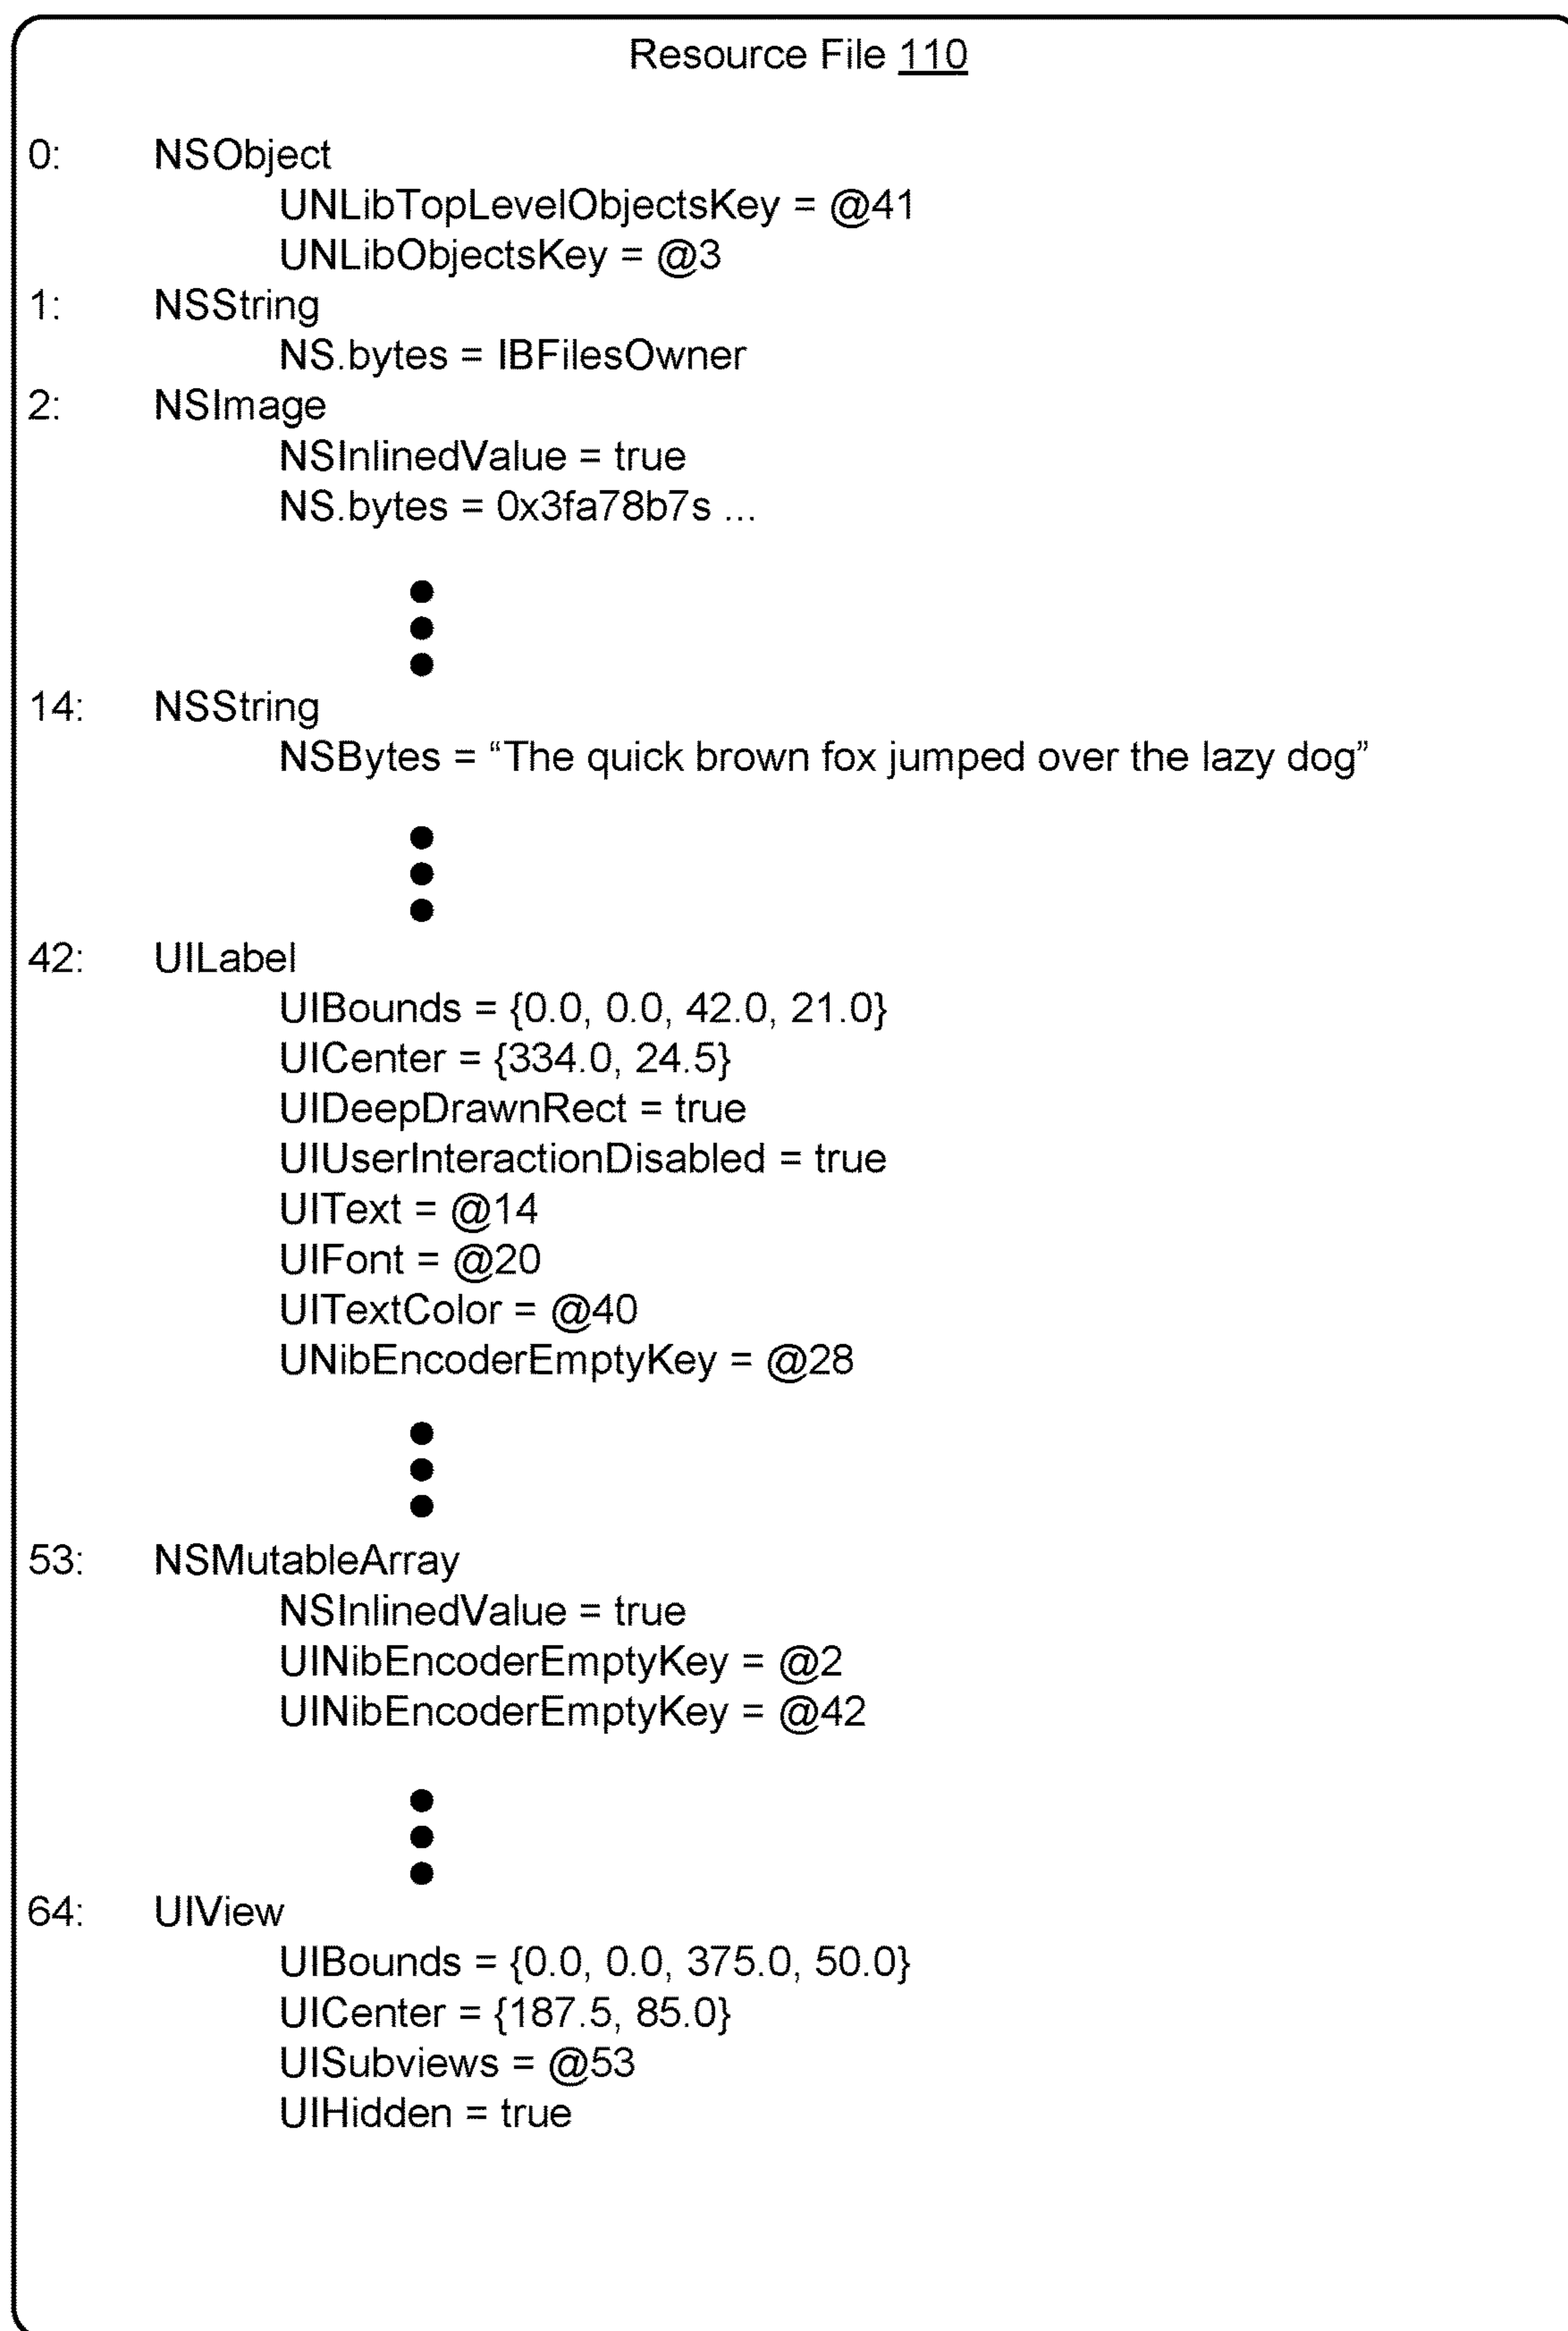 Resource File 110
0: NSObject
UNLibTopLevelObjectsKey = @41
UNLibObjectsKey = @3
1: NSString
NS.bytes = IBFilesOwner
2: NSImage
NSInlinedValue = true
NS.bytes = 0x3fa78b7s ...
14: NSString
NSBytes = “The quick brown fox jumped over the lazy dog”
42: UILabel
UIBounds = {0.0, 0.0, 42.0, 21.0}
UICenter = {334.0, 24.5}
UIDeepDrawnRect = true
UIUserInteractionDisabled = true
UIText = @14
UIFont = @20
UITextColor = @40
UNibEncoderEmptyKey = @28
53: NSMutableArray
NSInlinedValue = true
UINibEncoderEmptyKey = @2
UINibEncoderEmptyKey = @42
64: UIView
UIBounds = {0.0, 0.0, 375.0, 50.0}
UICenter = {187.5, 85.0}
UISubviews = @53
UIHidden = true